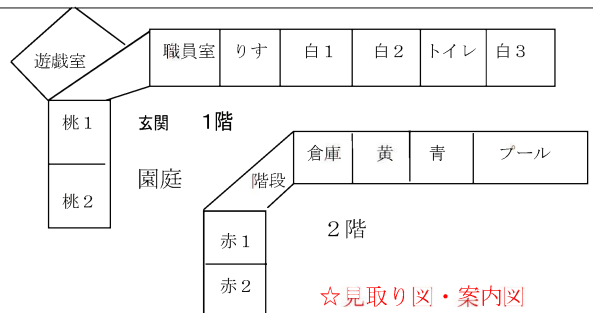 遊戯室
職員室 りす 白1 白2 トイレ 白3
桃1 玄関 1階
桃2 園庭
倉庫 黄 青 プール
階段
赤1 2階
赤2
☆見取り図・案内図